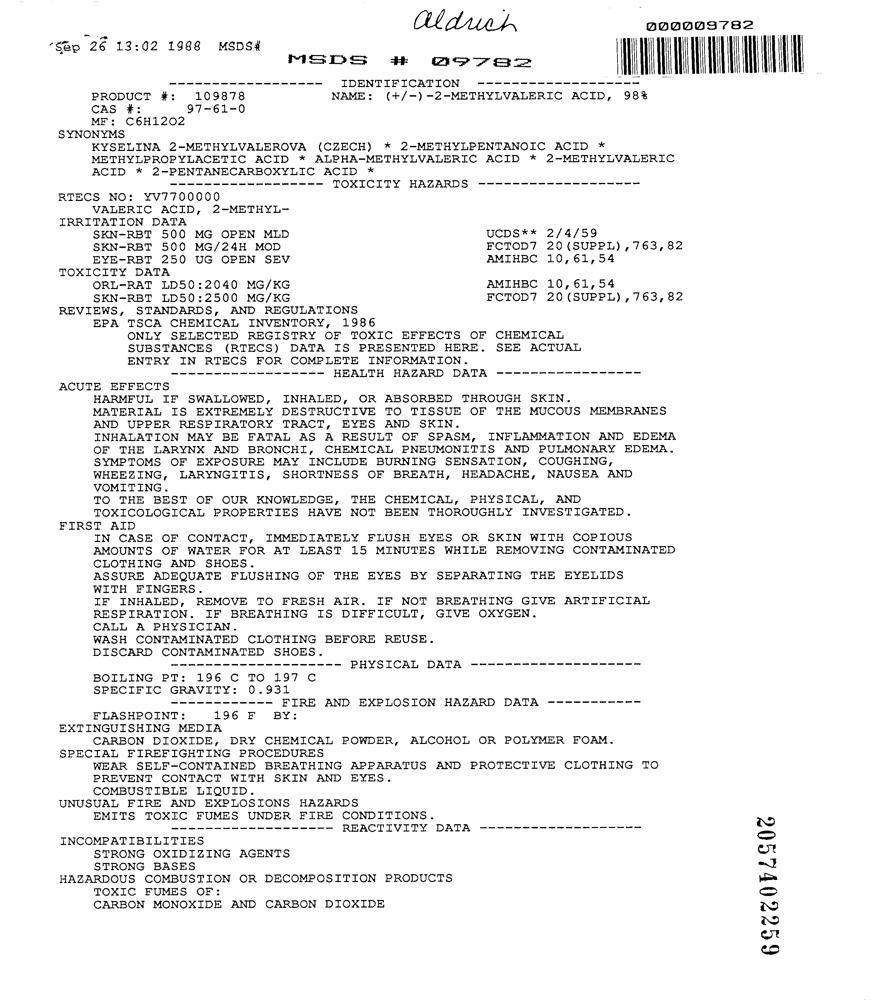 aldrich
000009782
Sep 26 13:02 1988 MSDS#
MSDS # 09782
------------------ IDENTIFICATION -------------------
PRODUCT #: 109878 NAME: (+/-)-2-METHYLVALERIC ACID, 98%
CAS #: 97-61-0
MF: C6H12O2
SYNONYMS
KYSELINA 2-METHYLVALEROVA (CZECH) * 2-METHYLPENTANOIC ACID *
METHYLPROPYLACETIC ACID * ALPHA-METHYLVALERIC ACID * 2-METHYLVALERIC
ACID * 2-PENTANECARBOXYLIC ACID *
------------------ TOXICITY HAZARDS -------------------
RTECS NO: YV7700000
VALERIC ACID, 2-METHYL-
IRRITATION DATA
SKN-RBT 500 MG OPEN MLD UCDS** 2/4/59
SKN-RBT 500 MG/24H MOD FCTOD7 20(SUPPL),763,82
EYE-RBT 250 UG OPEN SEV AMIHBC 10,61,54
TOXICITY DATA
ORL-RAT LD50:2040 MG/KG AMIHBC 10,61,54
SKN-RBT LD50:2500 MG/KG FCTOD7 20(SUPPL),763,82
REVIEWS, STANDARDS, AND REGULATIONS
EPA TSCA CHEMICAL INVENTORY, 1986
ONLY SELECTED REGISTRY OF TOXIC EFFECTS OF CHEMICAL
SUBSTANCES (RTECS) DATA IS PRESENTED HERE. SEE ACTUAL
ENTRY IN RTECS FOR COMPLETE INFORMATION.
------------------ HEALTH HAZARD DATA -----------------
ACUTE EFFECTS
HARMFUL IF SWALLOWED, INHALED, OR ABSORBED THROUGH SKIN.
MATERIAL IS EXTREMELY DESTRUCTIVE TO TISSUE OF THE MUCOUS MEMBRANES
AND UPPER RESPIRATORY TRACT, EYES AND SKIN.
INHALATION MAY BE FATAL AS A RESULT OF SPASM, INFLAMMATION AND EDEMA
OF THE LARYNX AND BRONCHI, CHEMICAL PNEUMONITIS AND PULMONARY EDEMA.
SYMPTOMS OF EXPOSURE MAY INCLUDE BURNING SENSATION, COUGHING,
WHEEZING, LARYNGITIS, SHORTNESS OF BREATH, HEADACHE, NAUSEA AND
VOMITING.
TO THE BEST OF OUR KNOWLEDGE, THE CHEMICAL, PHYSICAL, AND
TOXICOLOGICAL PROPERTIES HAVE NOT BEEN THOROUGHLY INVESTIGATED.
FIRST AID
IN CASE OF CONTACT, IMMEDIATELY FLUSH EYES OR SKIN WITH COPIOUS
AMOUNTS OF WATER FOR AT LEAST 15 MINUTES WHILE REMOVING CONTAMINATED
CLOTHING AND SHOES.
ASSURE ADEQUATE FLUSHING OF THE EYES BY SEPARATING THE EYELIDS
WITH FINGERS.
IF INHALED, REMOVE TO FRESH AIR. IF NOT BREATHING GIVE ARTIFICIAL
RESPIRATION. IF BREATHING IS DIFFICULT, GIVE OXYGEN.
CALL A PHYSICIAN.
WASH CONTAMINATED CLOTHING BEFORE REUSE.
DISCARD CONTAMINATED SHOES.
-------------------- PHYSICAL DATA --------------------
BOILING PT: 196 C TO 197 C
SPECIFIC GRAVITY: 0.931
------------ FIRE AND EXPLOSION HAZARD DATA -----------
FLASHPOINT: 196 F BY:
EXTINGUISHING MEDIA
CARBON DIOXIDE, DRY CHEMICAL POWDER, ALCOHOL OR POLYMER FOAM.
SPECIAL FIREFIGHTING PROCEDURES
WEAR SELF-CONTAINED BREATHING APPARATUS AND PROTECTIVE CLOTHING TO
PREVENT CONTACT WITH SKIN AND EYES.
COMBUSTIBLE LIQUID.
UNUSUAL FIRE AND EXPLOSIONS HAZARDS
EMITS TOXIC FUMES UNDER FIRE CONDITIONS.
------------------- REACTIVITY DATA -------------------
INCOMPATIBILITIES
STRONG OXIDIZING AGENTS
STRONG BASES
HAZARDOUS COMBUSTION OR DECOMPOSITION PRODUCTS
TOXIC FUMES OF:
CARBON MONOXIDE AND CARBON DIOXIDE
2057402259